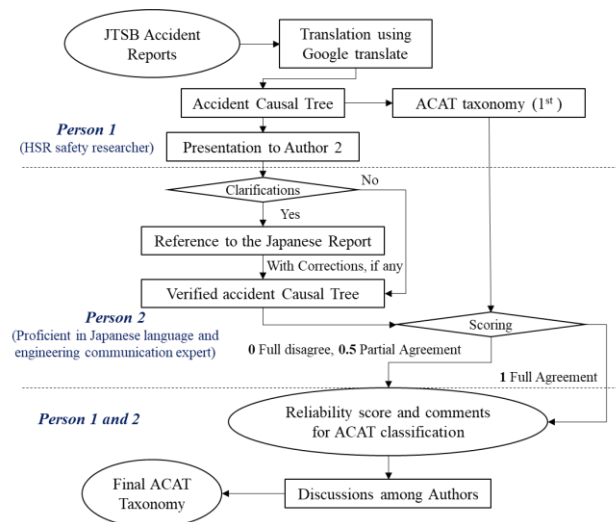 JTSB Accident
Reports
Translation using
Google translate
Accident Causal Tree
ACAT taxonomy (1st )
Person 1
(HSR safety researcher)
Presentation to Author 2
Clarifications
No
Yes
Reference to the Japanese Report
With Corrections, if any
Verified accident Causal Tree
Person 2
(Proficient in Japanese language and
engineering communication expert)
Scoring
0 Full disagree, 0.5 Partial Agreement
1 Full Agreement
Person 1 and 2
Reliability score and comments
for ACAT classification
Final ACAT
Taxonomy
Discussions among Authors